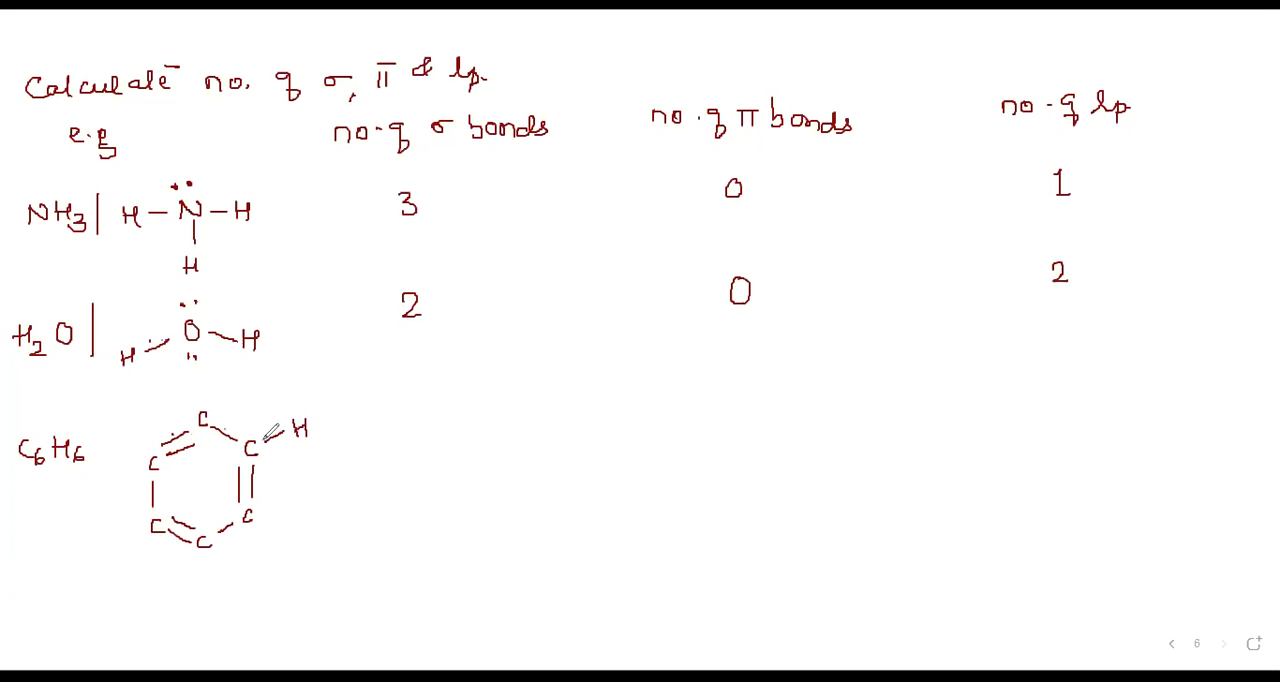 Calculate no. of σ, π & lp.
e.g no. of σ bonds no. of π bonds no. of lp
NH3 | H – N – H 3 0 1
H
H2O | H – O – H 2 0 2
C
C6H6 C C – H
C C
C
6